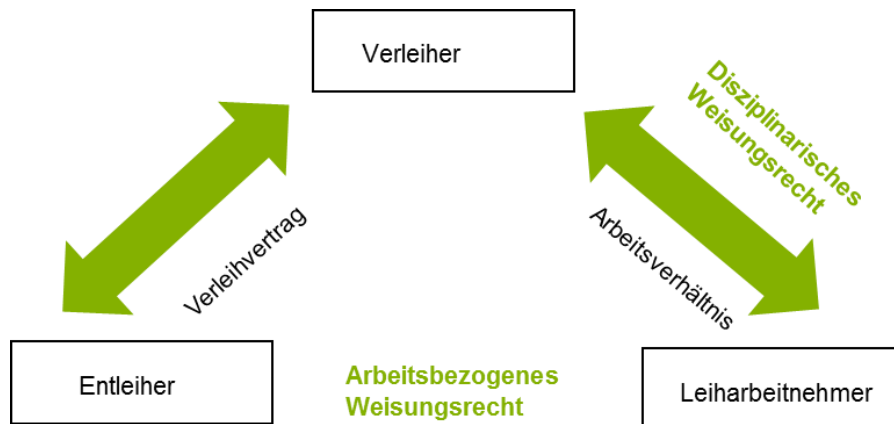 Verleiher
Disziplinarisches
Weisungsrecht
Verleihvertrag
Arbeitsverhältnis
Entleiher
Arbeitsbezogenes
Weisungsrecht
Leiharbeitnehmer